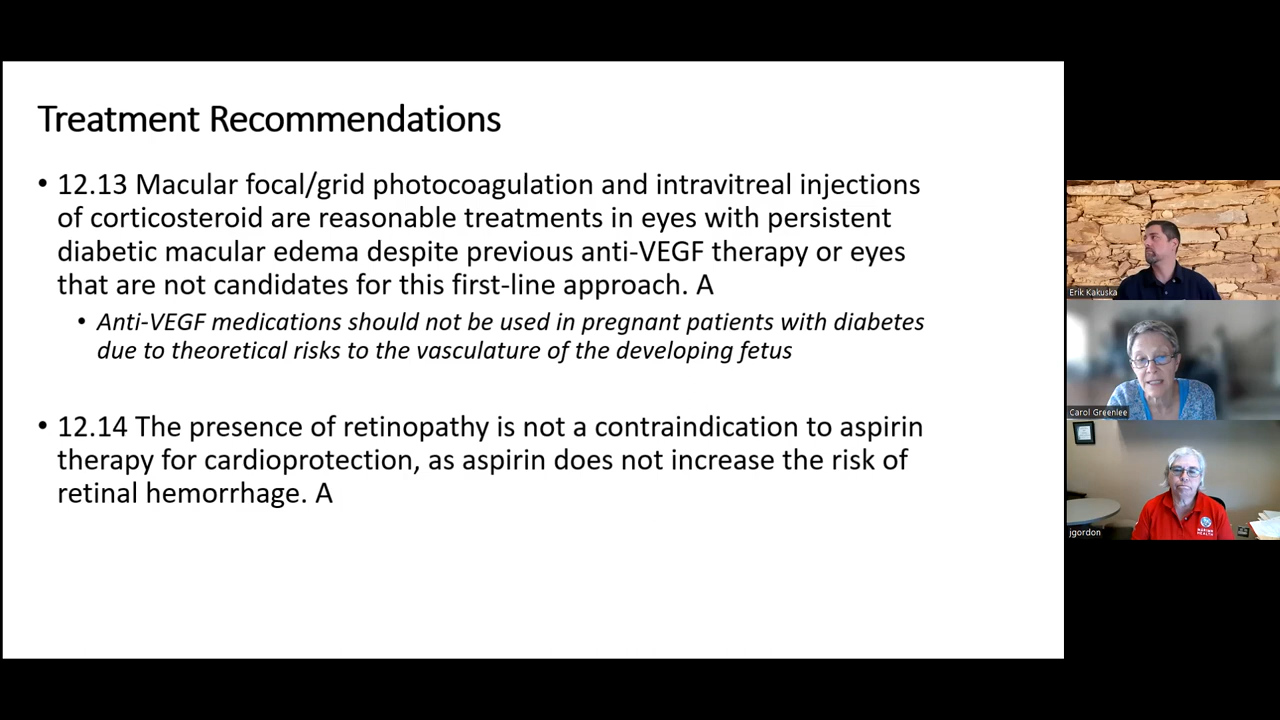 Treatment Recommendations
• 12.13 Macular focal/grid photocoagulation and intravitreal injections
of corticosteroid are reasonable treatments in eyes with persistent
diabetic macular edema despite previous anti-VEGF therapy or eyes
that are not candidates for this first-line approach. A
• Anti-VEGF medications should not be used in pregnant patients with diabetes
due to theoretical risks to the vasculature of the developing fetus
• 12.14 The presence of retinopathy is not a contraindication to aspirin
therapy for cardioprotection, as aspirin does not increase the risk of
retinal hemorrhage. A
Erik Kakuska
Carol Greenlee
jgordon